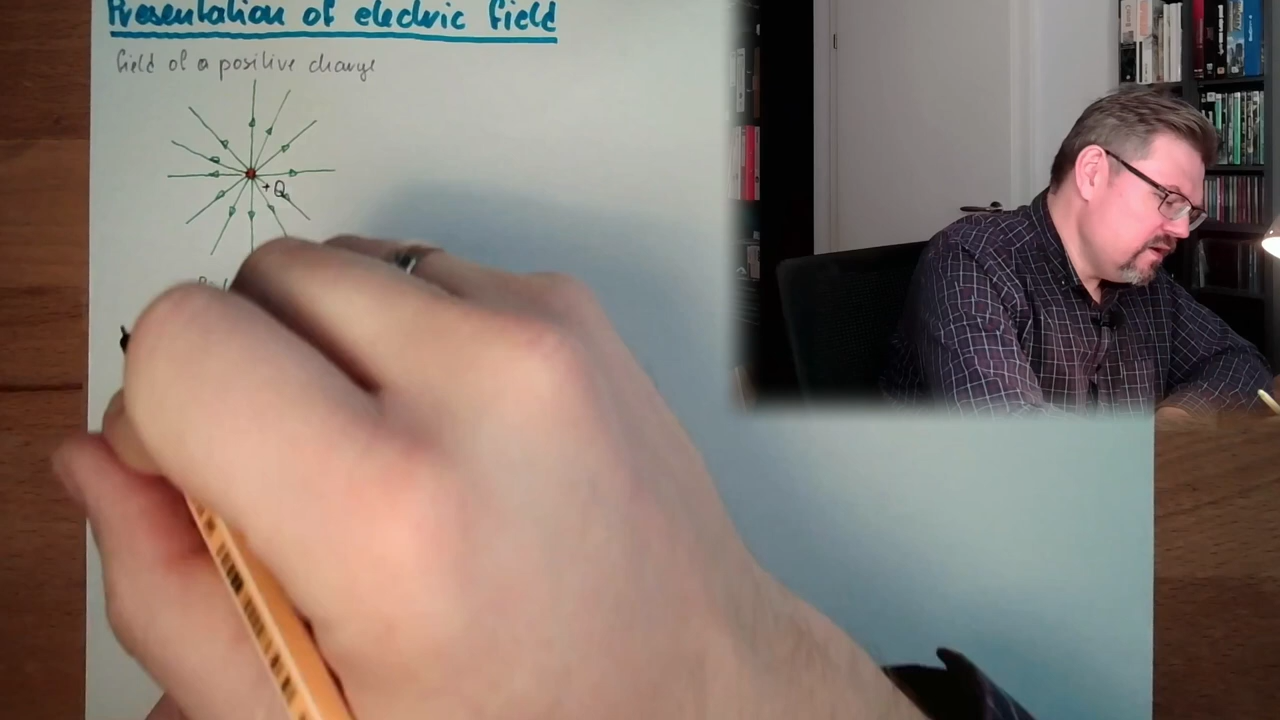 Presentation of electric field
field of a positive charge
+Q